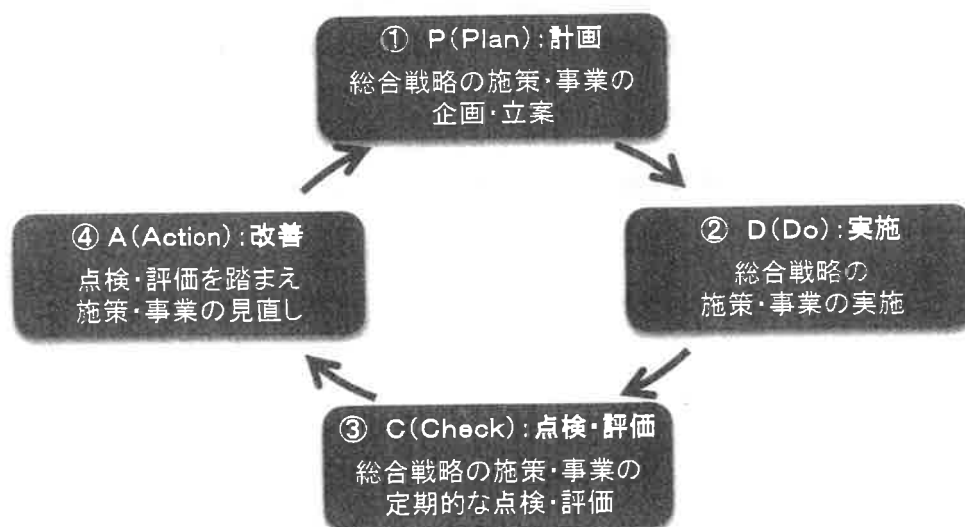 ① P(Plan):計画
総合戦略の施策・事業の
企画・立案
② D(Do):実施
総合戦略の
施策・事業の実施
③ C(Check):点検・評価
総合戦略の施策・事業の
定期的な点検・評価
④ A(Action):改善
点検・評価を踏まえ
施策・事業の見直し